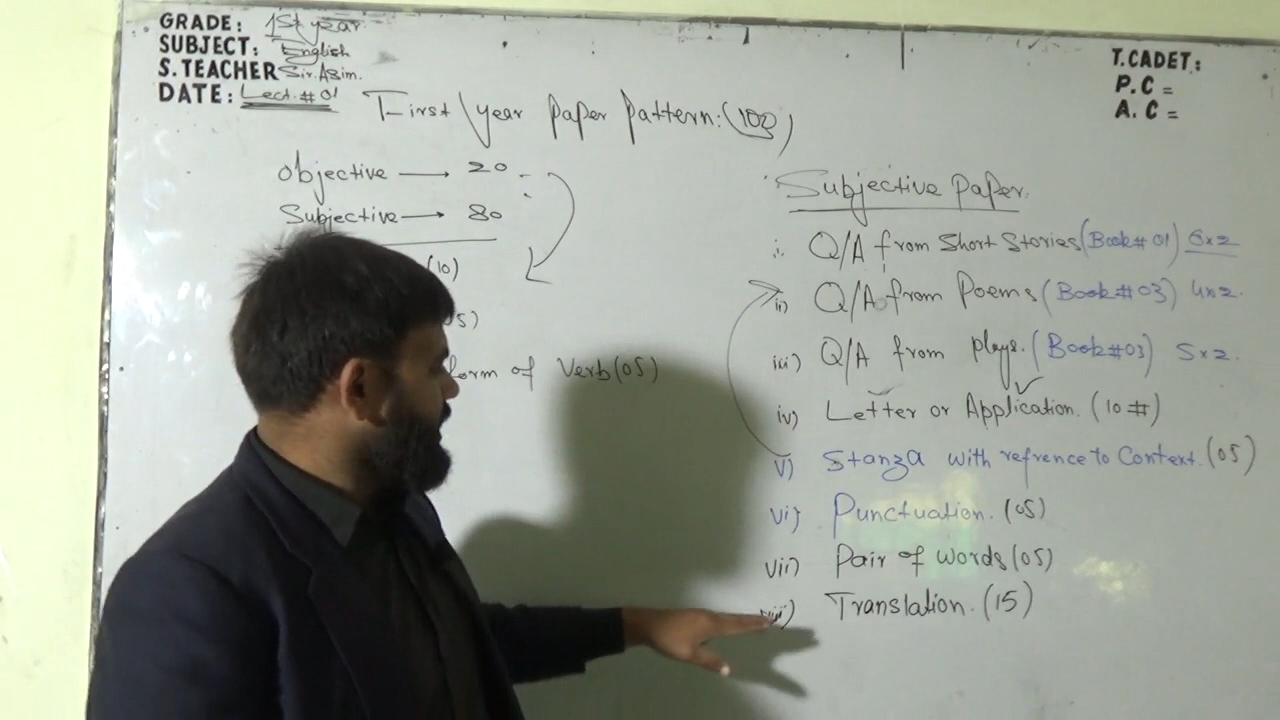 GRADE: 1st year
SUBJECT: English
S.TEACHER Sir. Asim.
DATE: Lect. # 01
T.CADET:
P.C =
A.C =
First year Paper Pattern: (100)
Objective → 20
Subjective → 80
(10)
05)
form of Verb (05)
Subjective Paper.
i. Q/A from Short Stories (Book # 01) 6x2
ii) Q/A from Poems (Book # 03) 4x2.
iii) Q/A from plays. (Book #03) 5x2.
iv) Letter or Application. (10 #)
v) Stanza with refrence to Context. (05)
vi) Punctuation. (05)
vii) Pair of words (05)
viii) Translation. (15)